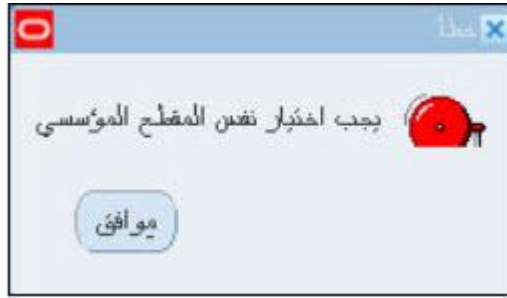 خطأ
يجب اختيار نفس المقطع المؤسسي
موافق